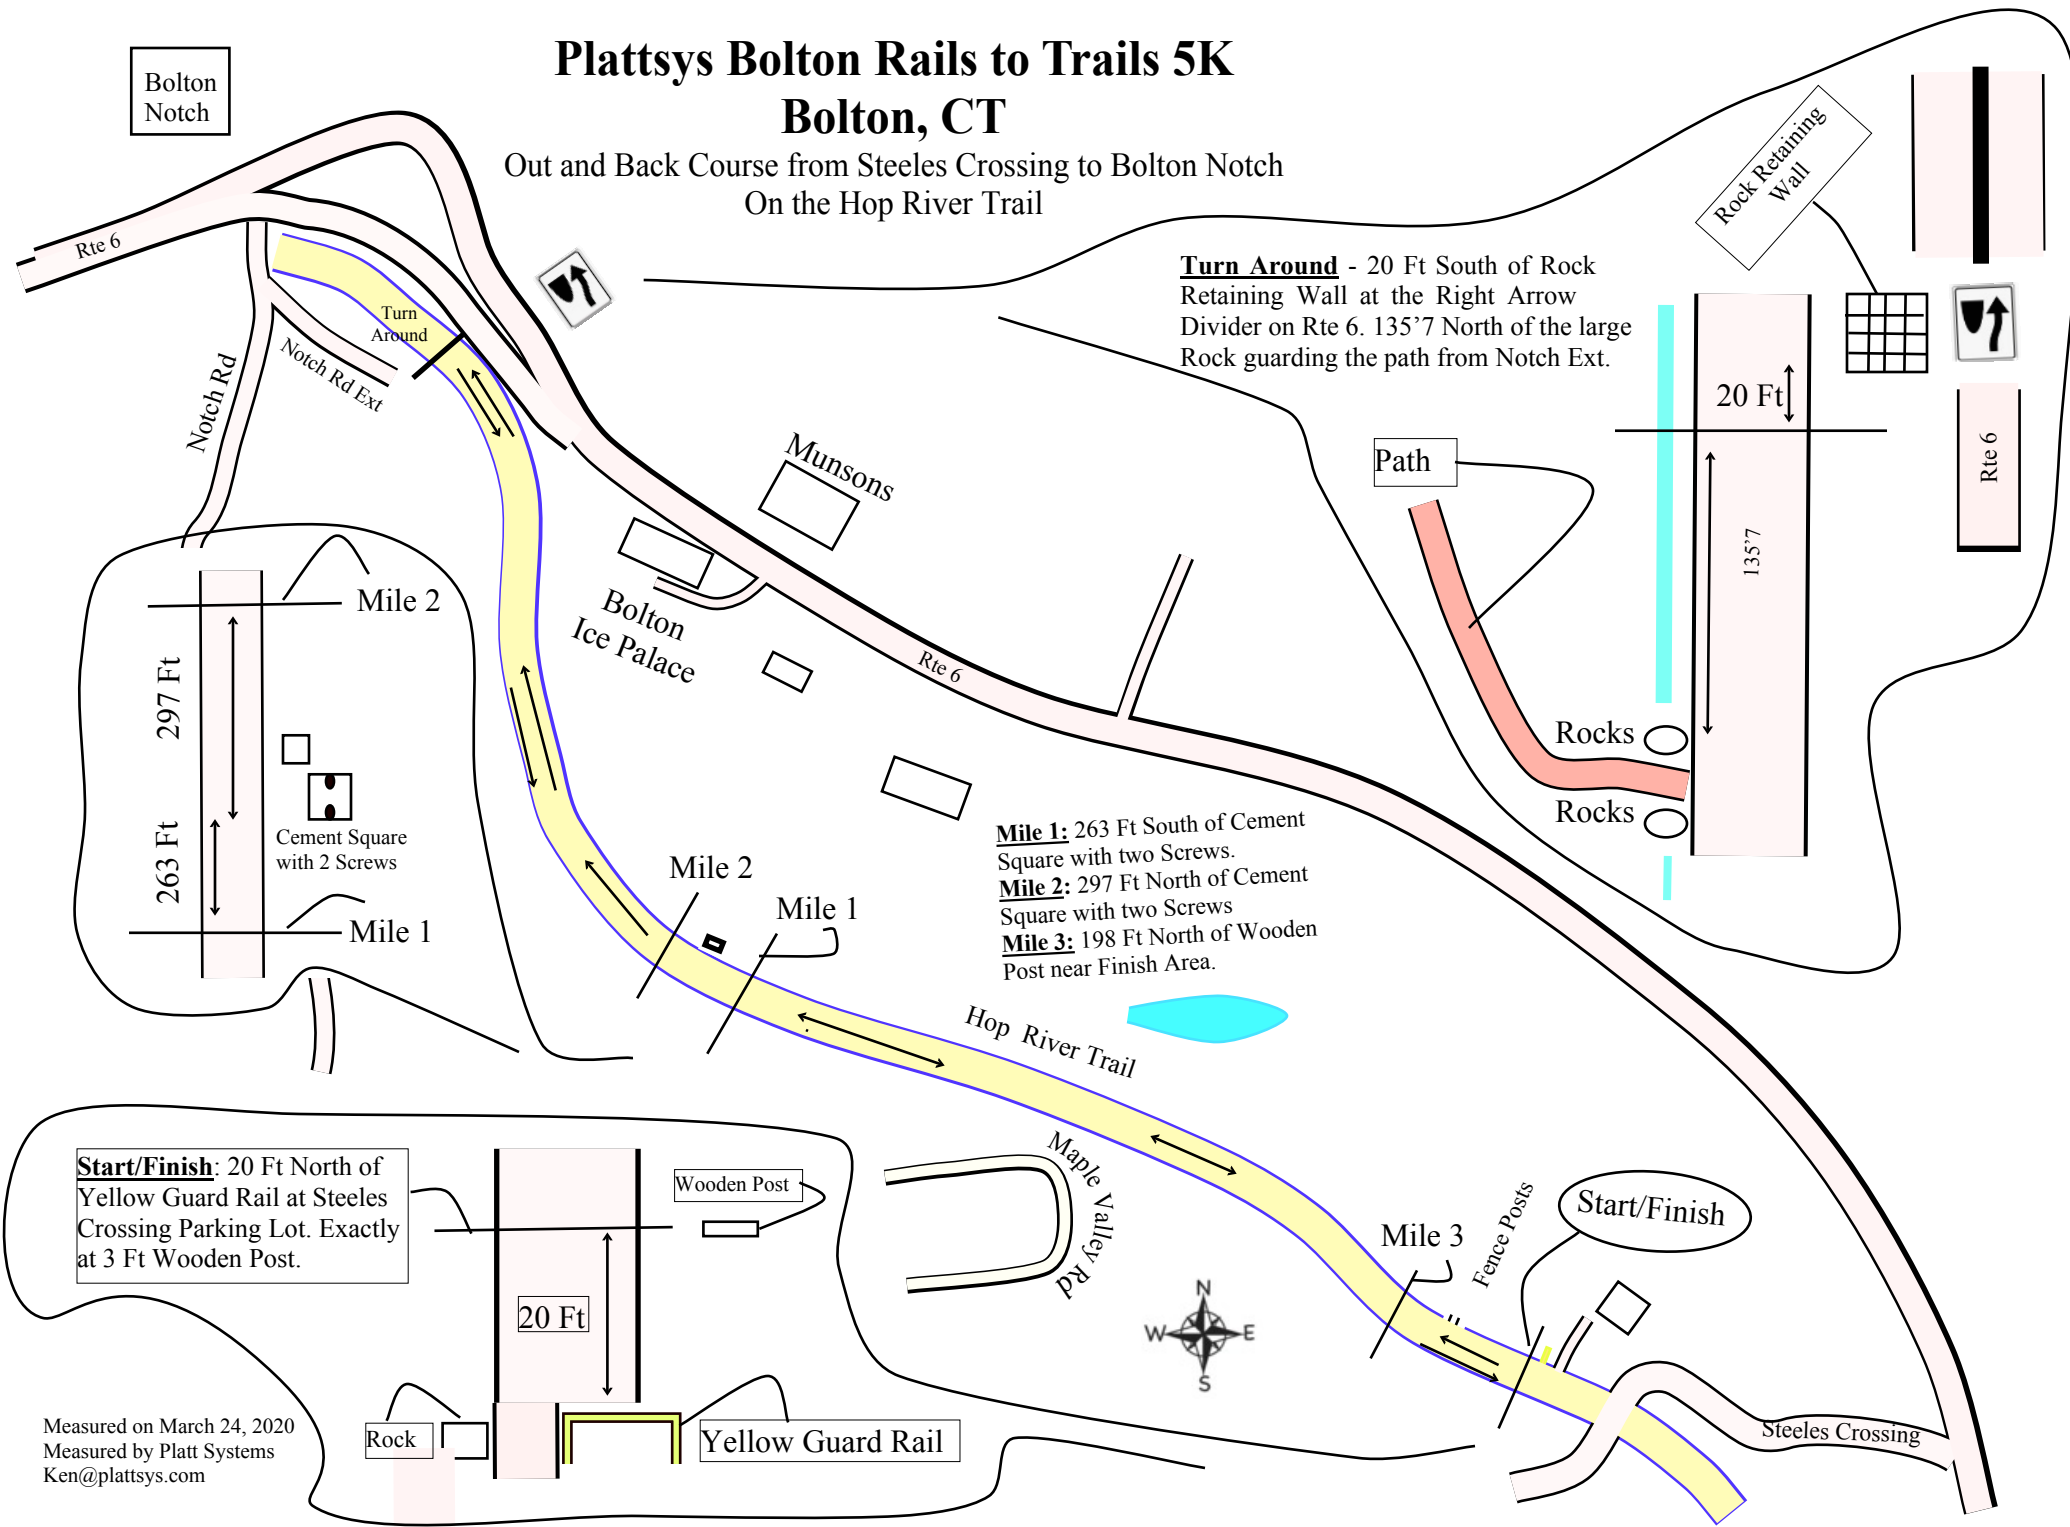 Plattsys Bolton Rails to Trails 5K
Bolton, CT
Out and Back Course from Steeles Crossing to Bolton Notch
On the Hop River Trail
Bolton
Notch
Rte 6
Turn
Around
Notch Rd
Notch Rd Ext
Rock Retaining
Wall
Turn Around - 20 Ft South of Rock
Retaining Wall at the Right Arrow
Divider on Rte 6. 135’7 North of the large
Rock guarding the path from Notch Ext.
20 Ft
Rte 6
Path
135’7
Rocks
Rocks
Munsons
Bolton
Ice Palace
Rte 6
Mile 2
297 Ft
263 Ft
Cement Square
with 2 Screws
Mile 1
Mile 2
Mile 1
Mile 1: 263 Ft South of Cement
Square with two Screws.
Mile 2: 297 Ft North of Cement
Square with two Screws
Mile 3: 198 Ft North of Wooden
Post near Finish Area.
Hop River Trail
Maple Valley Rd
Mile 3
Fence Posts
Start/Finish
Steeles Crossing
N
W
E
S
Start/Finish: 20 Ft North of
Yellow Guard Rail at Steeles
Crossing Parking Lot. Exactly
at 3 Ft Wooden Post.
Wooden Post
20 Ft
Rock
Yellow Guard Rail
Measured on March 24, 2020
Measured by Platt Systems
Ken@plattsys.com